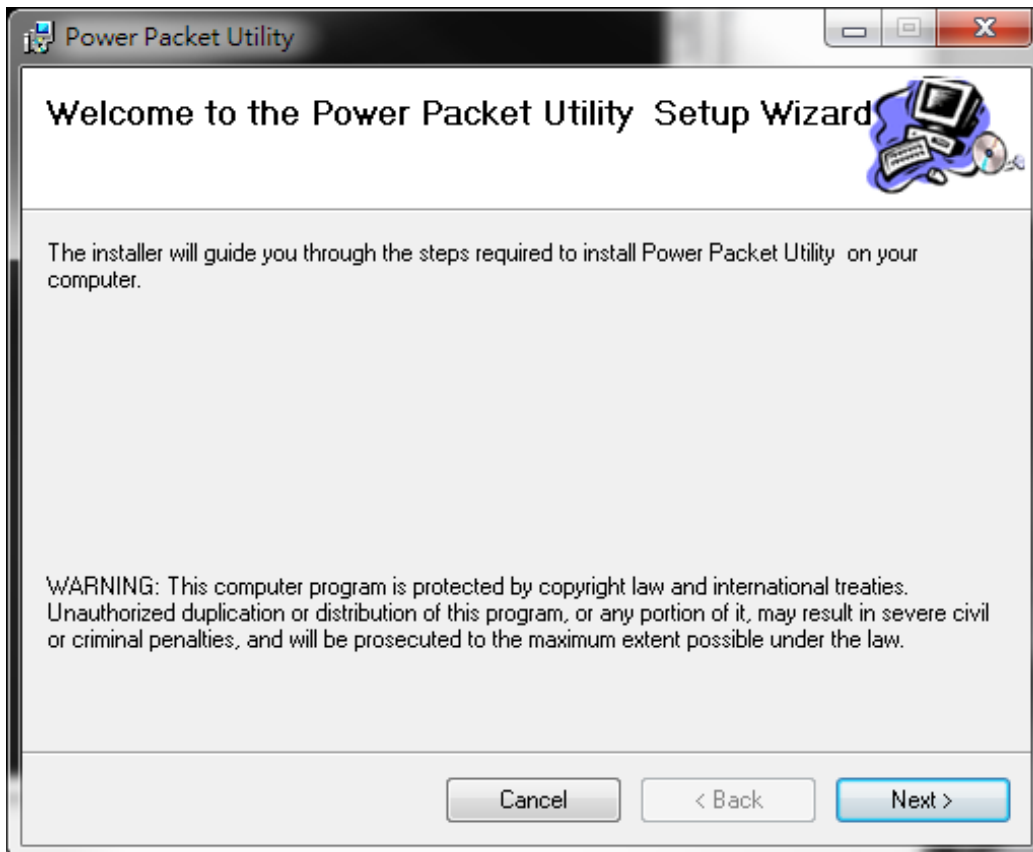 Power Packet Utility
Welcome to the Power Packet Utility  Setup Wizard
The installer will guide you through the steps required to install Power Packet Utility  on your
computer.
WARNING: This computer program is protected by copyright law and international treaties.
Unauthorized duplication or distribution of this program, or any portion of it, may result in severe civil
or criminal penalties, and will be prosecuted to the maximum extent possible under the law.
Cancel
< Back
Next >